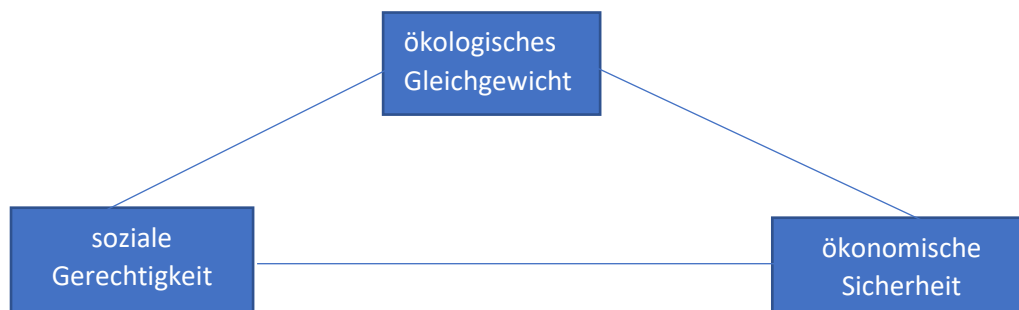 ökologisches
Gleichgewicht
soziale
Gerechtigkeit
ökonomische
Sicherheit